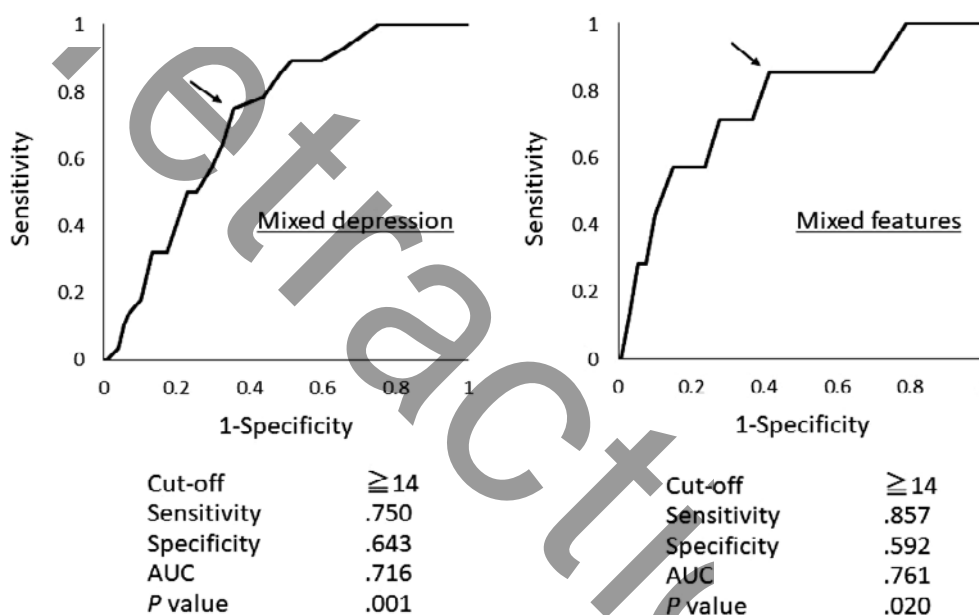 1
0.8
0.6
0.4
0.2
0
0 0.2 0.4 0.6 0.8 1
Sensitivity
1-Specificity
Mixed depression
Cut-off ≧14
Sensitivity .750
Specificity .643
AUC .716
P value .001
1
0.8
0.6
0.4
0.2
0
0 0.2 0.4 0.6 0.8
Sensitivity
1-Specificity
Mixed features
Cut-off ≧14
Sensitivity .857
Specificity .592
AUC .761
P value .020
etract